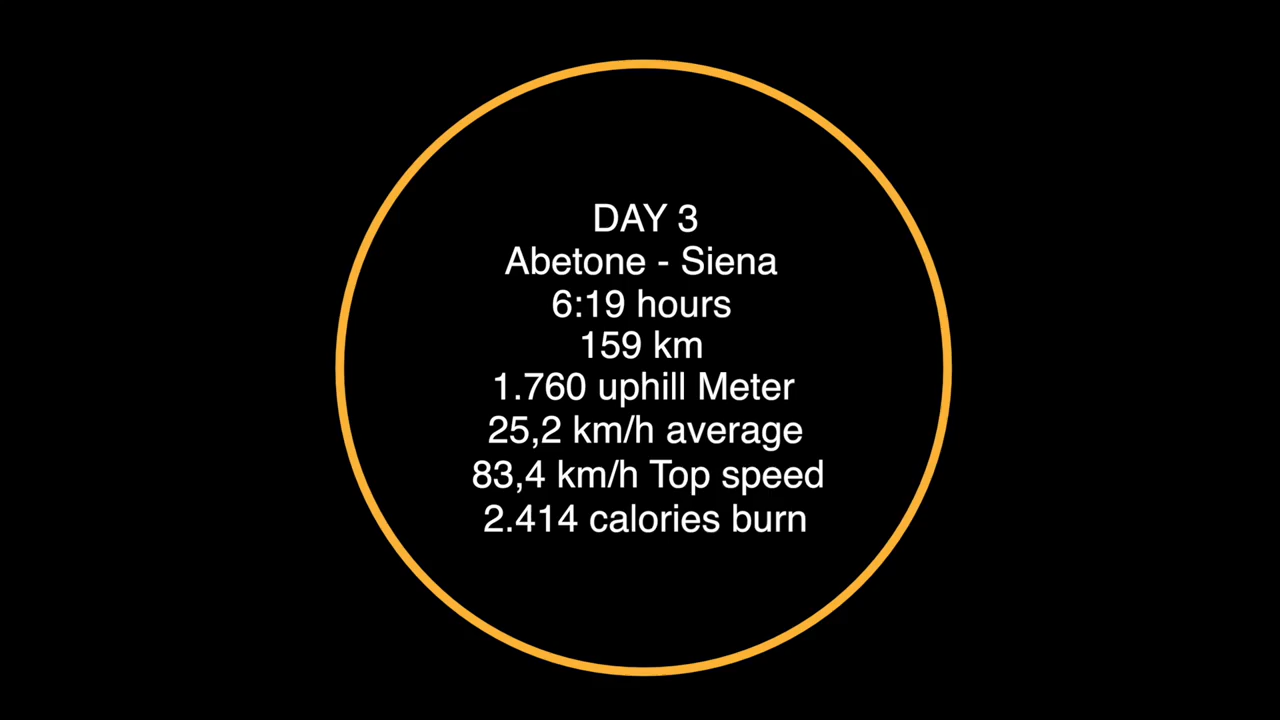 DAY 3
Abetone - Siena
6:19 hours
159 km
1.760 uphill Meter
25,2 km/h average
83,4 km/h Top speed
2.414 calories burn